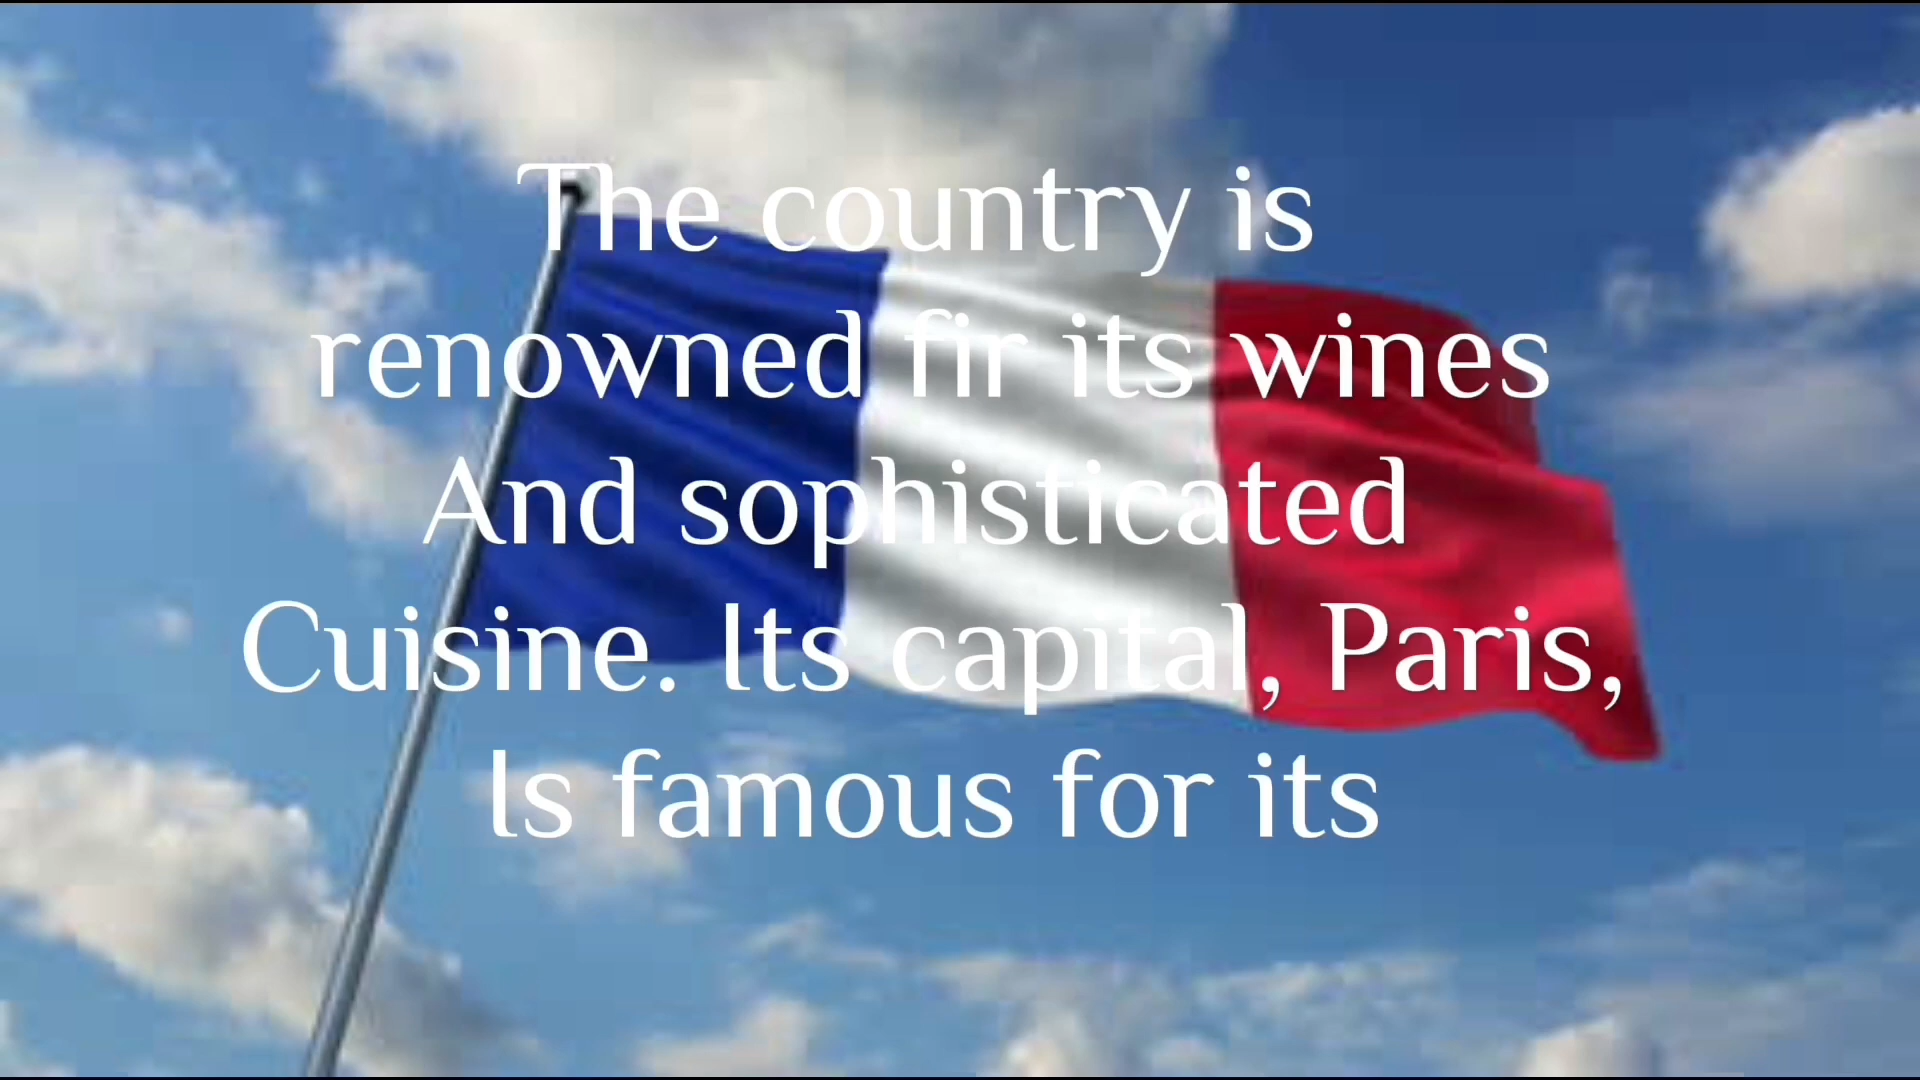 The country is
renowned fir its wines
And sophisticated
Cuisine. Its capital, Paris,
Is famous for its